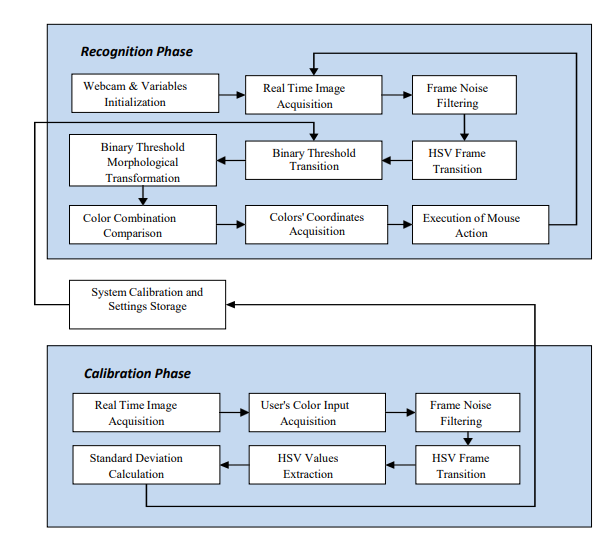 Recognition Phase
Webcam & Variables
Initialization
Real Time Image
Acquisition
Frame Noise
Filtering
HSV Frame
Transition
Binary Threshold
Transition
Binary Threshold
Morphological
Transformation
Color Combination
Comparison
Colors' Coordinates
Acquisition
Execution of Mouse
Action
System Calibration and
Settings Storage
Calibration Phase
Real Time Image
Acquisition
User's Color Input
Acquisition
Frame Noise
Filtering
HSV Frame
Transition
HSV Values
Extraction
Standard Deviation
Calculation